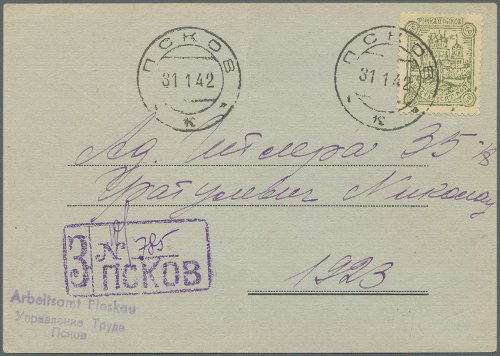 ПСКОВ
31 1 42
К
ПСКОВ
31 1 42
К
Ад. Гитлера 35
Николай
1923
З № 785
ПСКОВ
Arbeitsamt Pleskau
Управление Труда
Псков